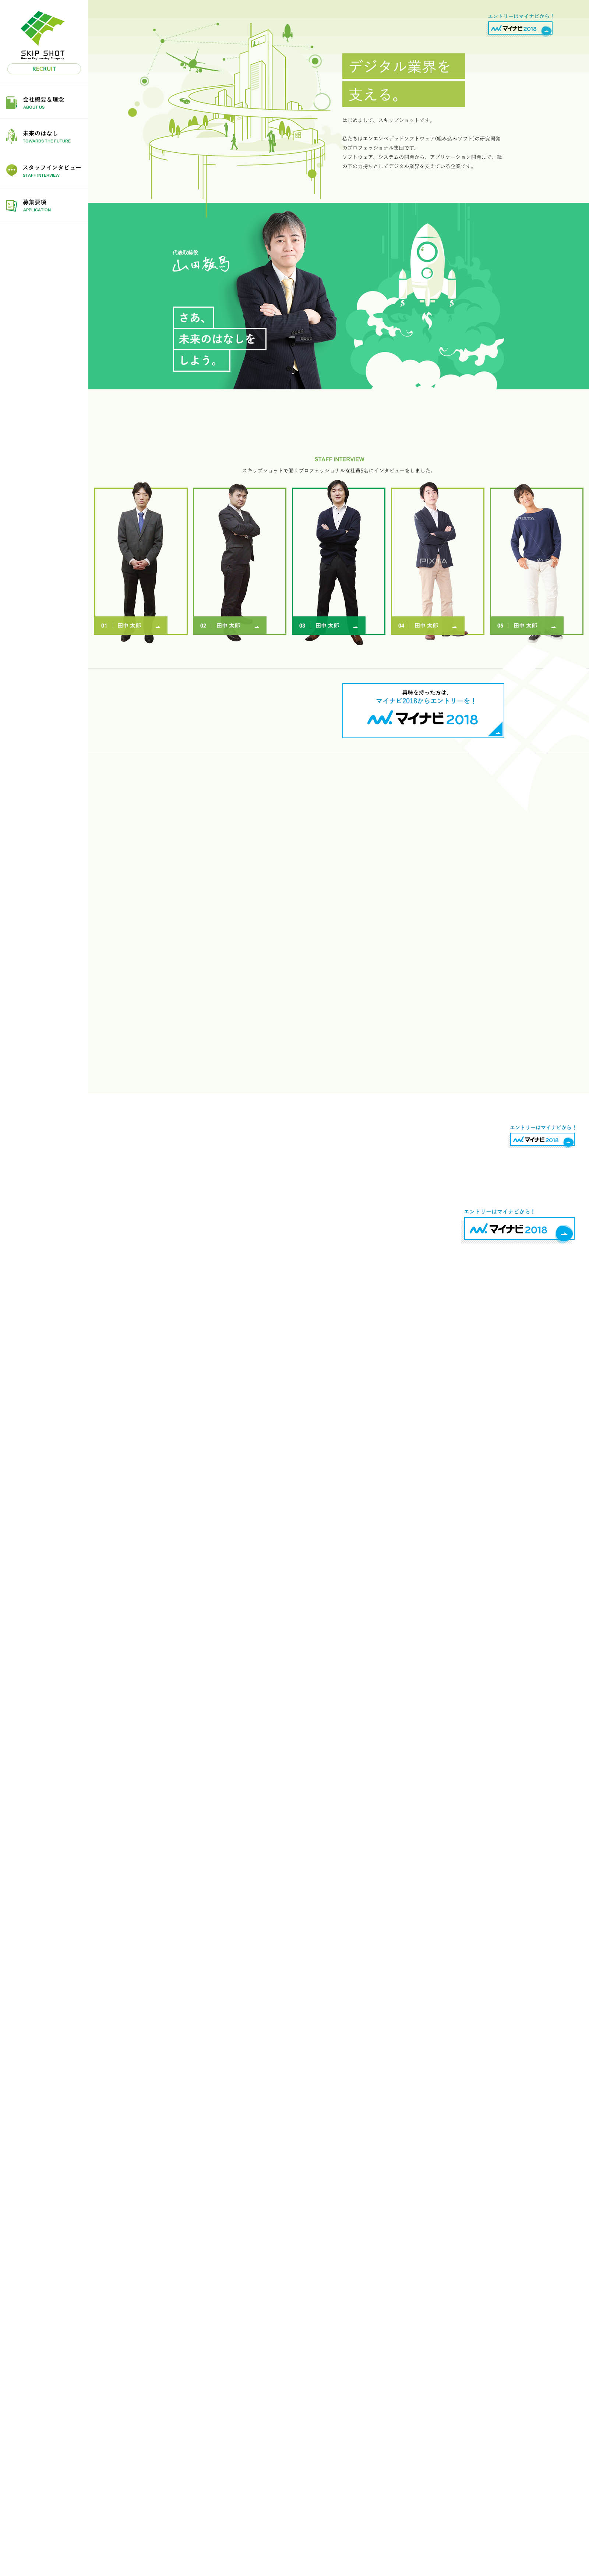 SKIP SHOT
Human Engineering Company
RECRUIT
会社概要&理念
ABOUT US
未来のはなし
TOWARDS THE FUTURE
スタッフインタビュー
STAFF INTERVIEW
募集要項
APPLICATION
エントリーはマイナビから!
マイナビ2018
デジタル業界を
支える。
はじめまして、スキップショットです。
私たちはエンエンベデッドソフトウェア(組み込みソフト)の研究開発
のプロフェッショナル集団です。
ソフトウェア、システムの開発から、アプリケーション開発まで、縁
の下の力持ちとしてデジタル業界を支えている企業です。
代表取締役
さあ、
未来のはなしを
しよう。
STAFF INTERVIEW
スキップショットで働くプロフェッショナルな社員5名にインタビューをしました。
PIXTA
PIXTA
01 田中 太郎
02 田中 太郎
03 田中 太郎
04 田中 太郎
05 田中 太郎
興味を持った方は、
マイナビ2018からエントリーを!
マイナビ2018
エントリーはマイナビから!
マイナビ2018
エントリーはマイナビから!
マイナビ2018